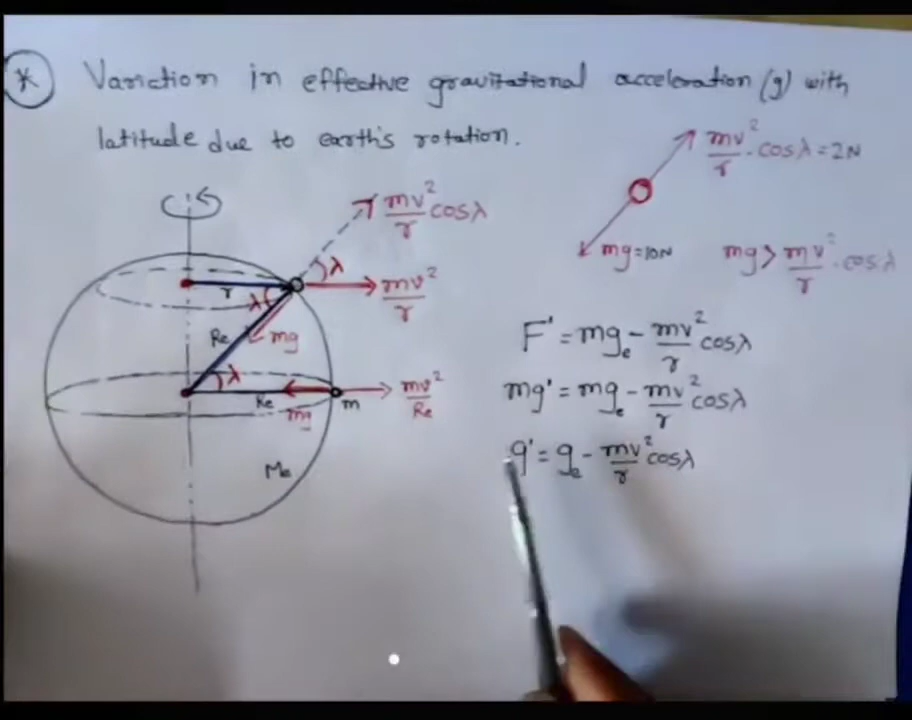 * Variation in effective gravitational acceleration (g) with
latitude due to earth's rotation.
mv²/r · cosλ = 2N
mg = 10N
mg > mv²/r · cosλ
mv²/r cosλ
λ
mv²/r
r
λ
Re
mg
λ
Re
mg
m
mv²/Re
Me
F' = mge - mv²/r cosλ
mg' = mge - mv²/r cosλ
g' = ge - mv²/r cosλ